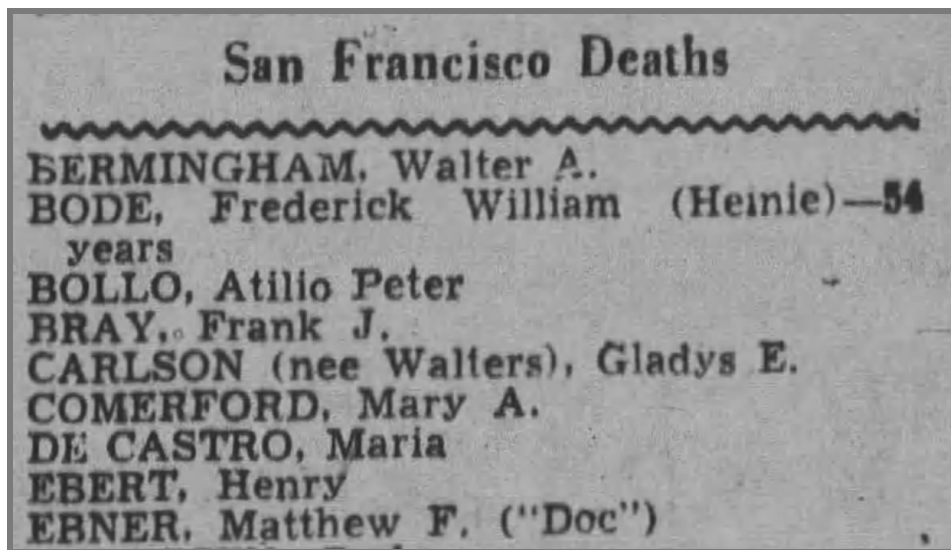 San Francisco Deaths
BERMINGHAM, Walter A.
BODE, Frederick William (Heinie)—54
years
BOLLO, Atilio Peter
BRAY, Frank J.
CARLSON (nee Walters), Gladys E.
COMERFORD, Mary A.
DE CASTRO, Maria
EBERT, Henry
EBNER, Matthew F. ("Doc")